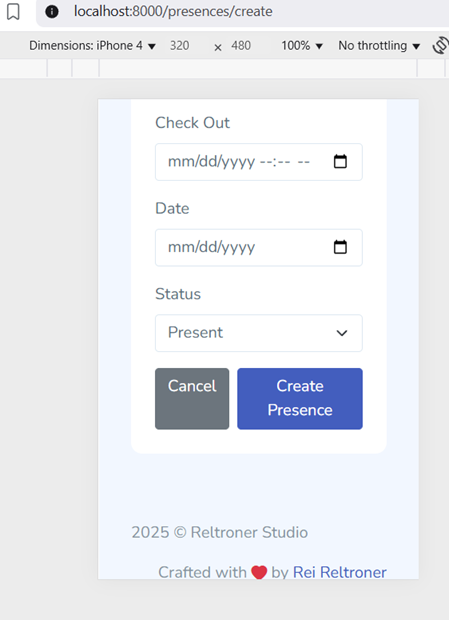 localhost:8000/presences/create
Dimensions: iPhone 4 ▼ 320 × 480 100% ▼ No throttling ▼
Check Out
mm/dd/yyyy --:-- --
Date
mm/dd/yyyy
Status
Present
Cancel Create
Presence
2025 © Reltroner Studio
Crafted with ❤ by Rei Reltroner